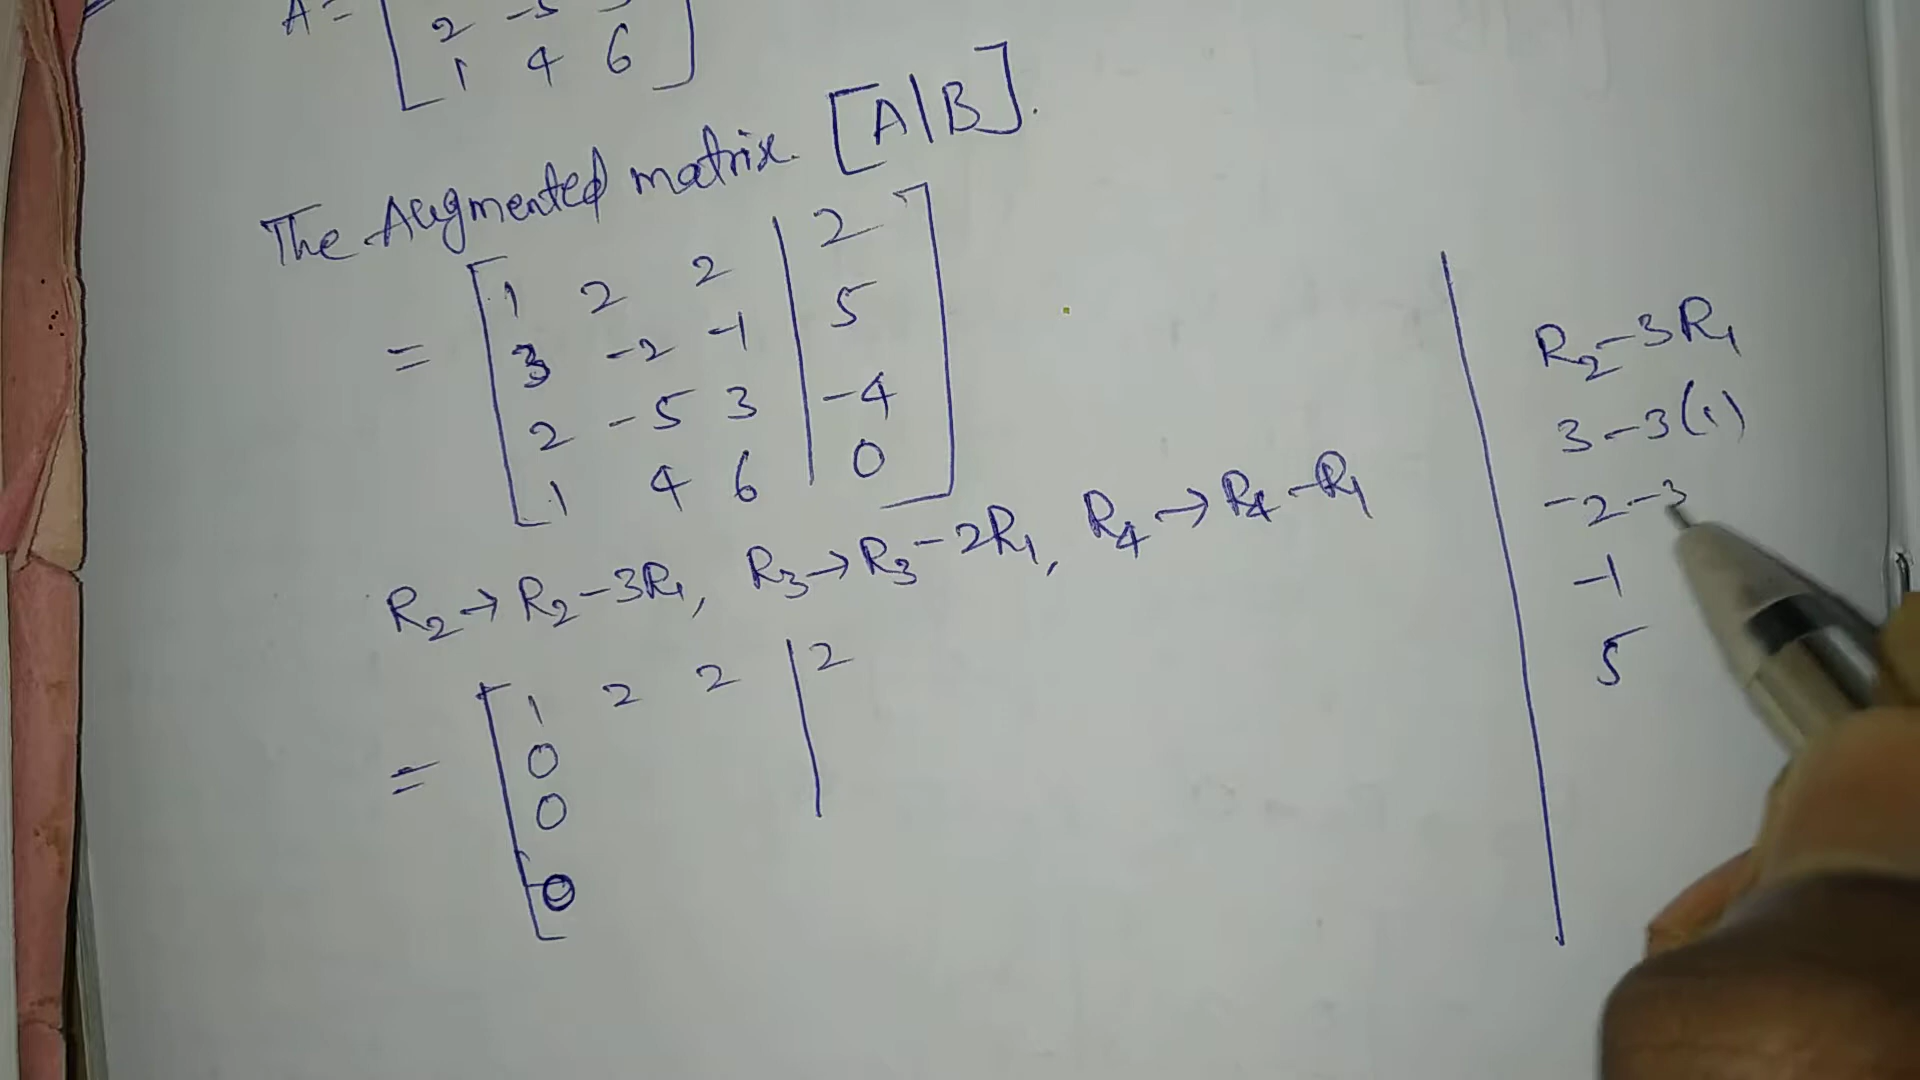 A =
2 -5 3
1 4 6
The Augmented matrix [A|B].
1 2 2 | 2
= 3 -2 -1 | 5
2 -5 3 | -4
1 4 6 | 0
R2 → R2 - 3R1, R3 → R3 - 2R1, R4 → R4 - R1
1 2 2 | 2
= 0
0
0
R2 - 3R1
3 - 3(1)
-2 - 3
-1
5